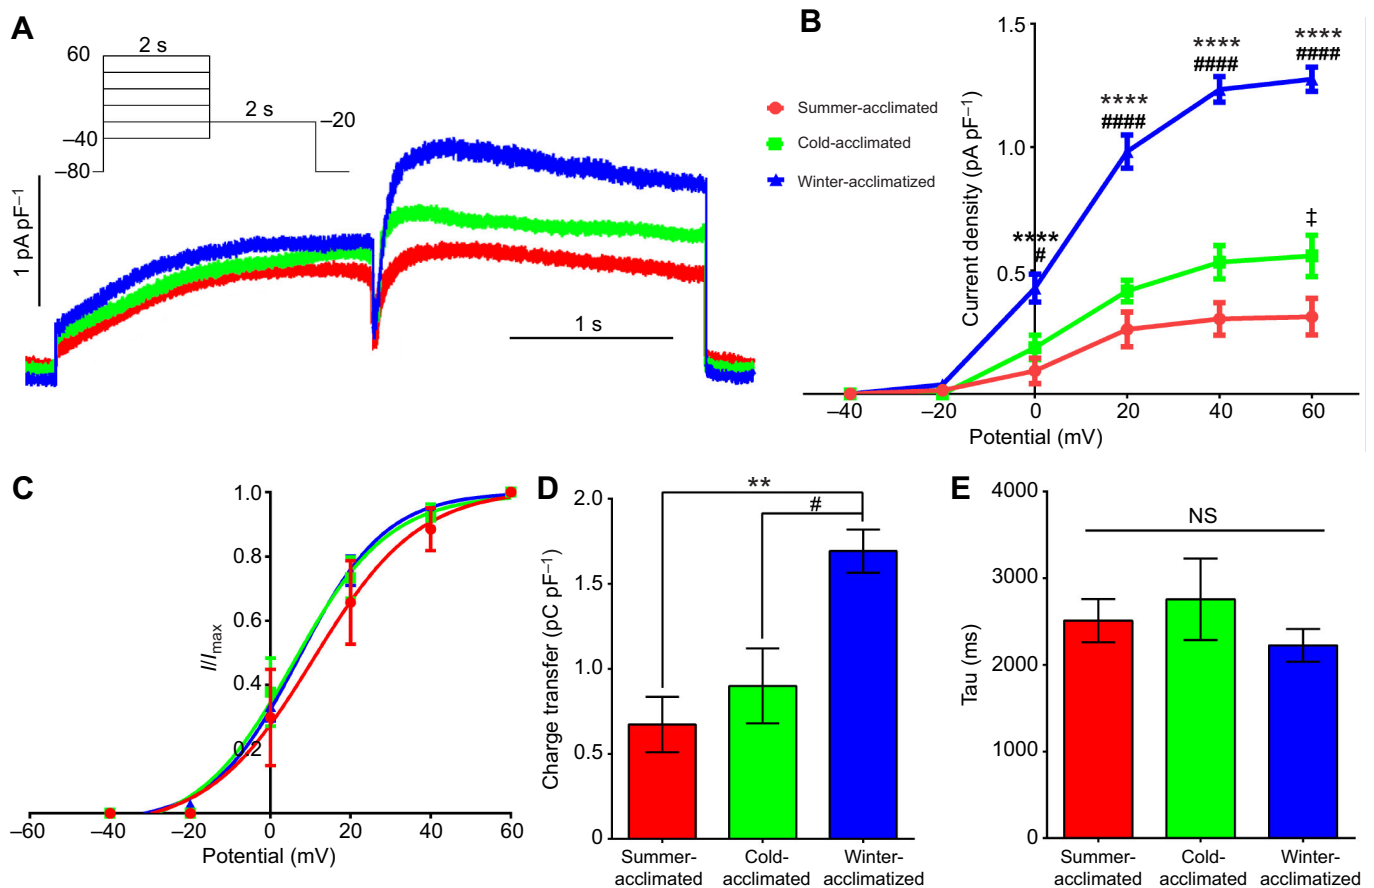 A
60
2 s
2 s
–20
–40
–80
1 pA pF–1
1 s
B
Summer-acclimated
Cold-acclimated
Winter-acclimatized
Current density (pA pF–1)
1.5
1.0
0.5
****
#
****
####
****
####
****
####
‡
–40
–20
0
20
40
60
Potential (mV)
C
I/Imax
1.0
0.8
0.6
0.4
0.2
–60
–40
–20
0
20
40
60
Potential (mV)
D
Charge transfer (pC pF–1)
2.0
1.5
1.0
0.5
0
**
#
Summer-
acclimated
Cold-
acclimated
Winter-
acclimatized
E
Tau (ms)
4000
3000
2000
1000
0
NS
Summer-
acclimated
Cold-
acclimated
Winter-
acclimatized